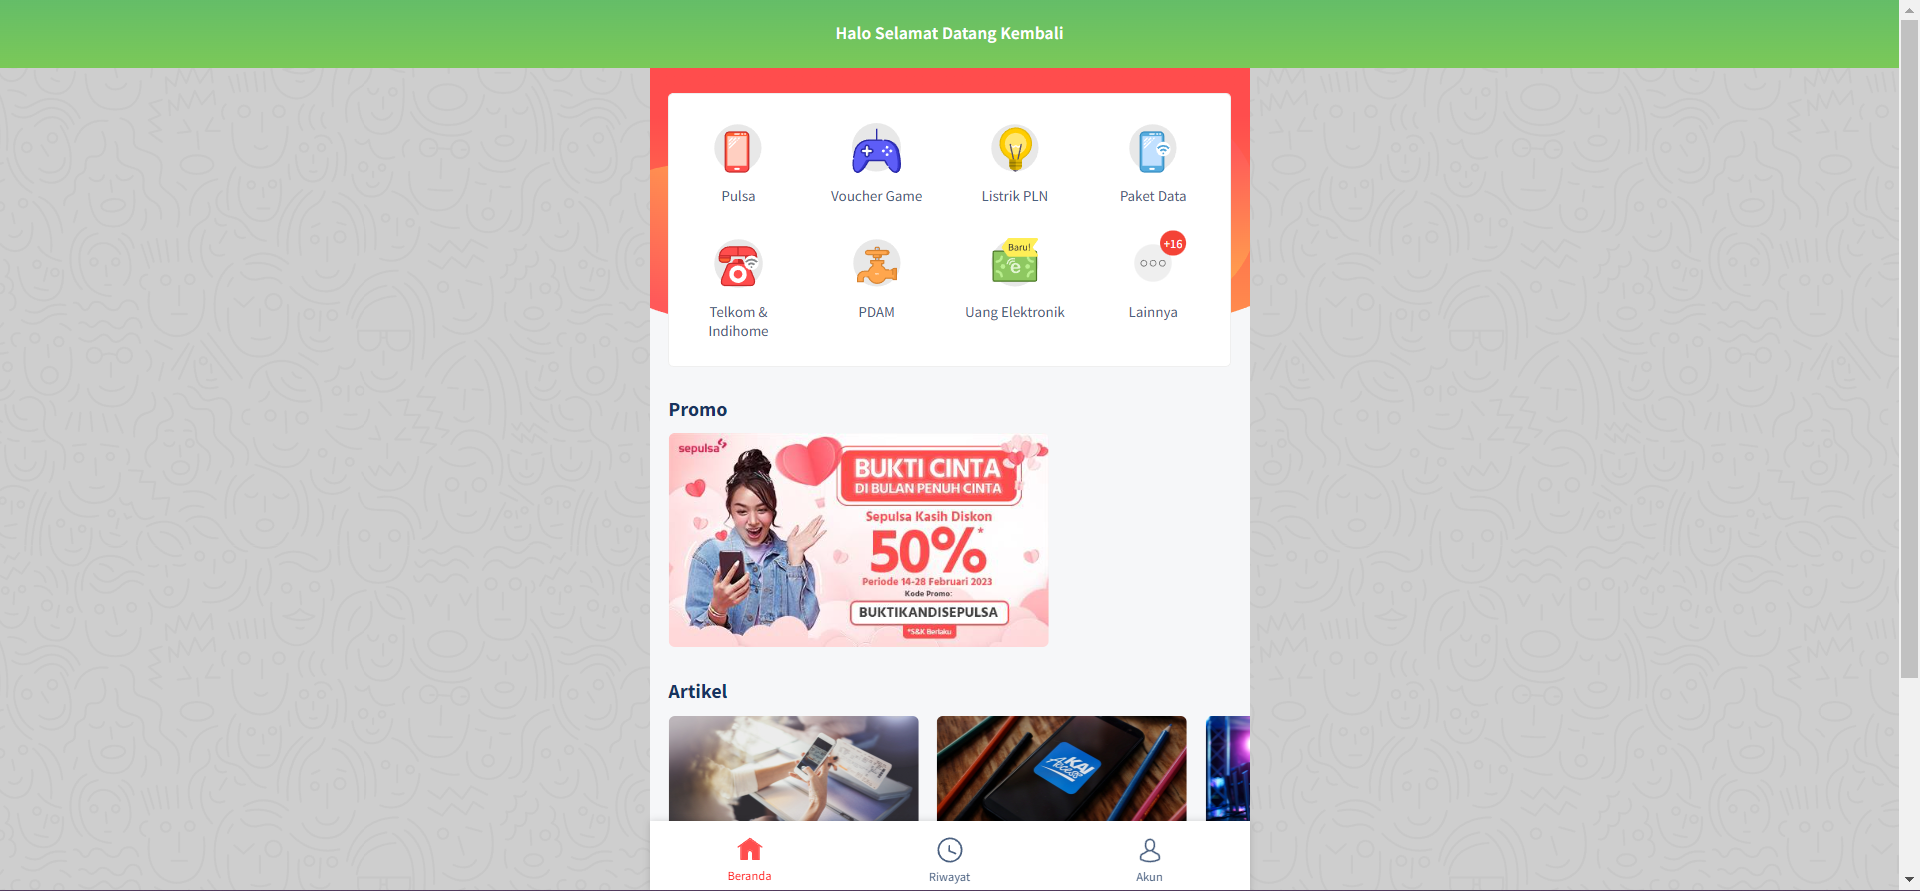 Halo Selamat Datang Kembali
Pulsa
Voucher Game
Listrik PLN
Paket Data
Baru!
+16
Telkom &
Indihome
PDAM
Uang Elektronik
Lainnya
Promo
sepulsa
BUKTI CINTA
DI BULAN PENUH CINTA
Sepulsa Kasih Diskon
50%*
Periode 14-28 Februari 2023
Kode Promo:
BUKTIKANDISEPULSA
*S&K Berlaku
Artikel
KAI
Access
Beranda
Riwayat
Akun